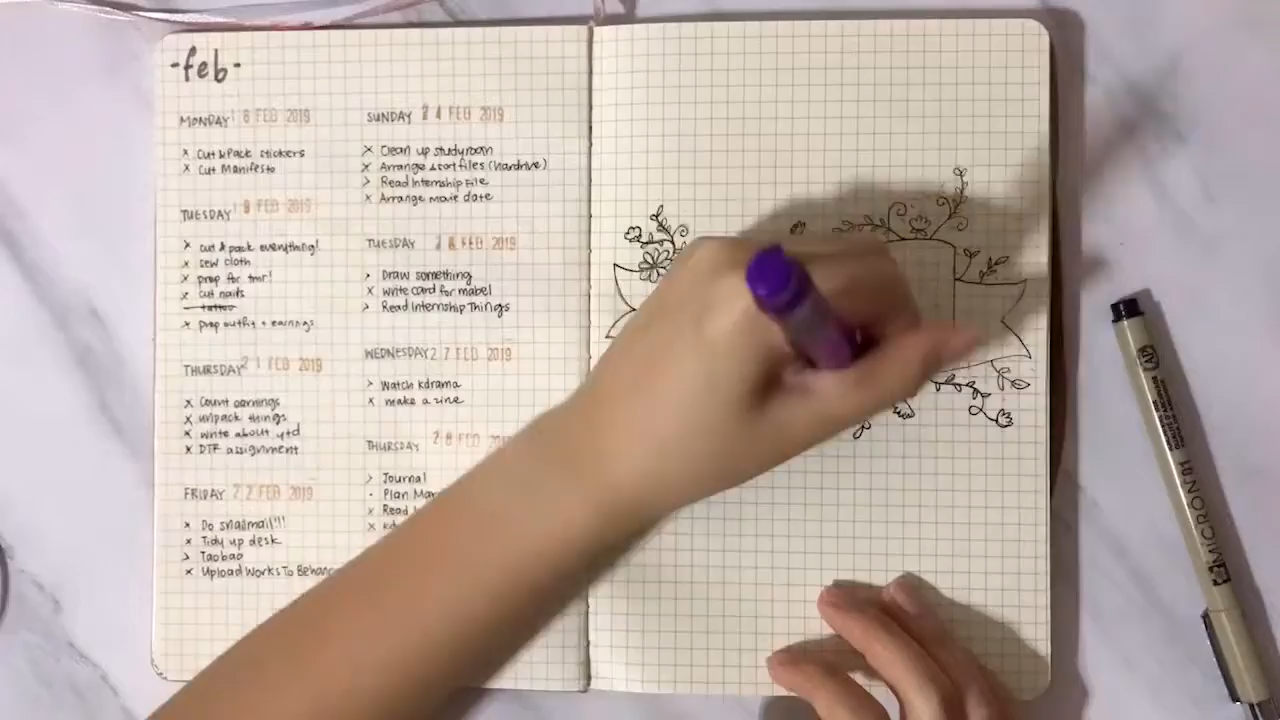 -feb-
MONDAY 18 FEB 2019
x Cut & Pack stickers
x Cut Manifesto
TUESDAY 19 FEB 2019
x cut & pack everything!
x sew cloth
x prep for tmr!
x cut nails
- tattoo
x prep outfit + earrings
THURSDAY 21 FEB 2019
x Count earnings
x unpack things
x write about ytd
x DTF assignment
FRIDAY 22 FEB 2019
x Do snailmail!!!
x Tidy up desk
> Taobao
x Upload Works To Behanc
SUNDAY 24 FEB 2019
x Clean up studyroom
x Arrange & sort files (hardrive)
> Read Internship File
x Arrange movie date
TUESDAY 26 FEB 2019
> Draw something
x write card for mabel
> Read Internship Things
WEDNESDAY 27 FEB 2019
> Watch kdrama
x make a zine
THURSDAY 28 FEB 2019
> Journal
- Plan Mar
x Read
x
MICRON 01